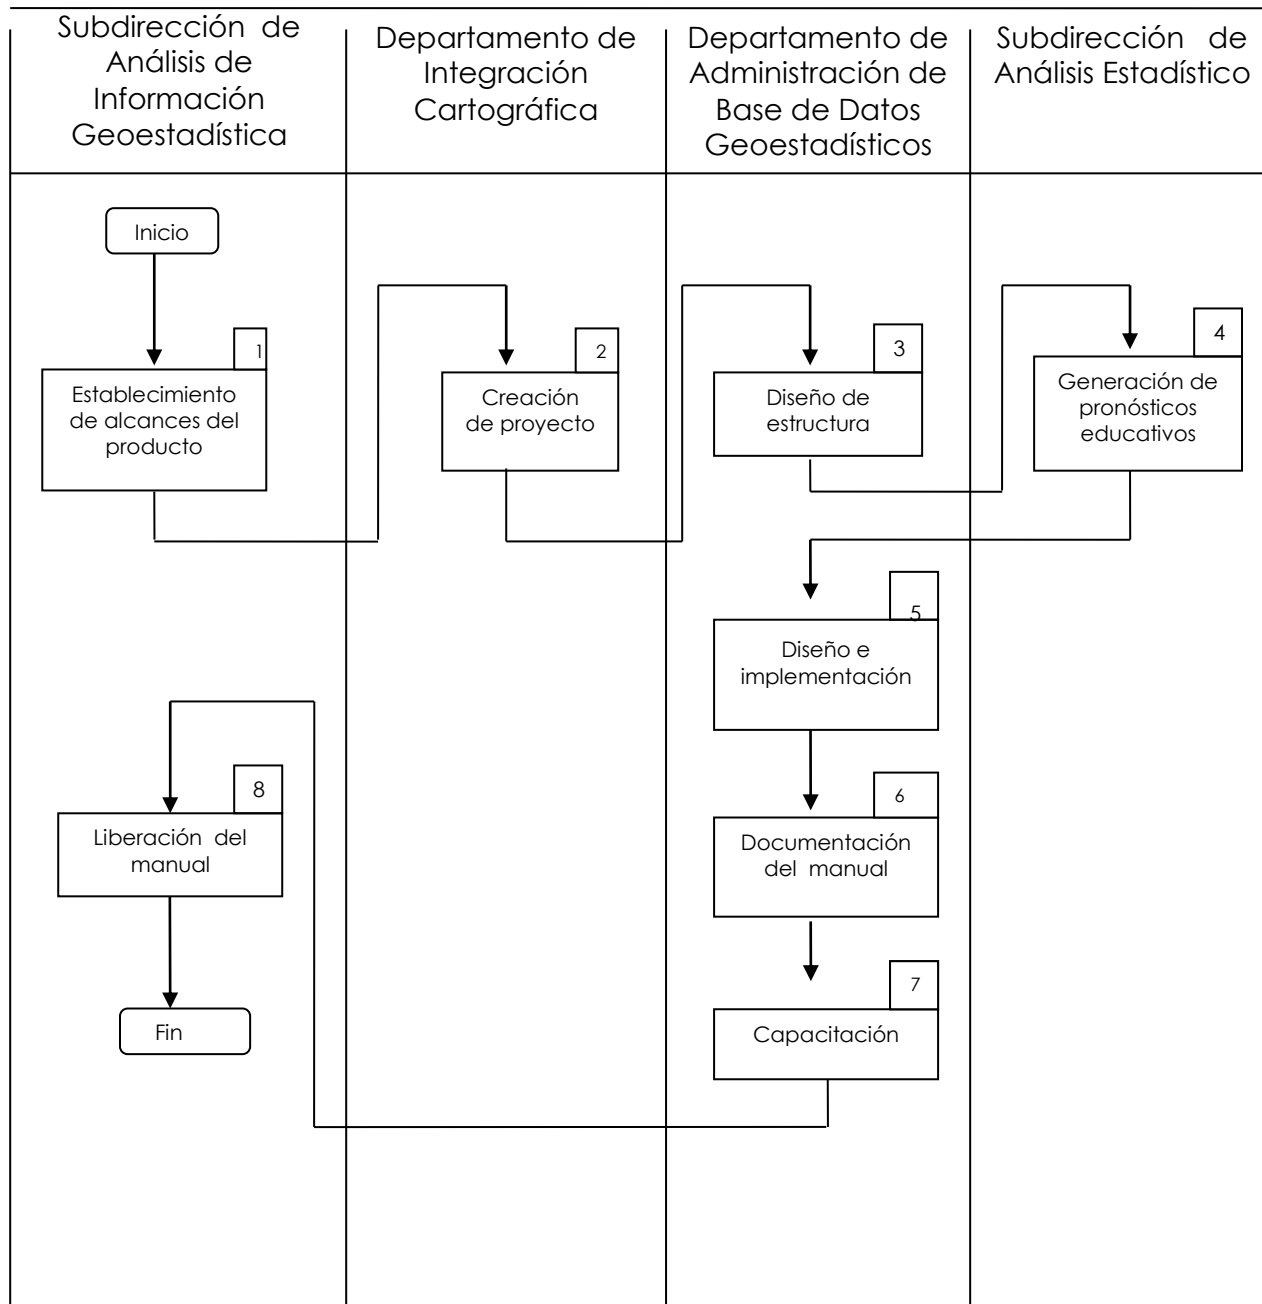 Subdirección de
Análisis de
Información
Geoestadística
Departamento de
Integración
Cartográfica
Departamento de
Administración de
Base de Datos
Geoestadísticos
Subdirección de
Análisis Estadístico
Inicio
1
Establecimiento
de alcances del
producto
2
Creación
de proyecto
3
Diseño de
estructura
4
Generación de
pronósticos
educativos
5
Diseño e
implementación
6
Documentación
del manual
7
Capacitación
8
Liberación del
manual
Fin